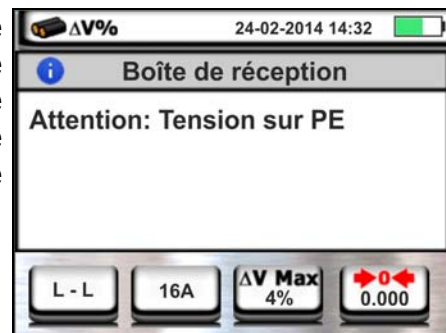 ΔV%
24-02-2014 14:32
Boîte de réception
Attention: Tension sur PE
L - L
16A
ΔV Max
4%
0
0.000